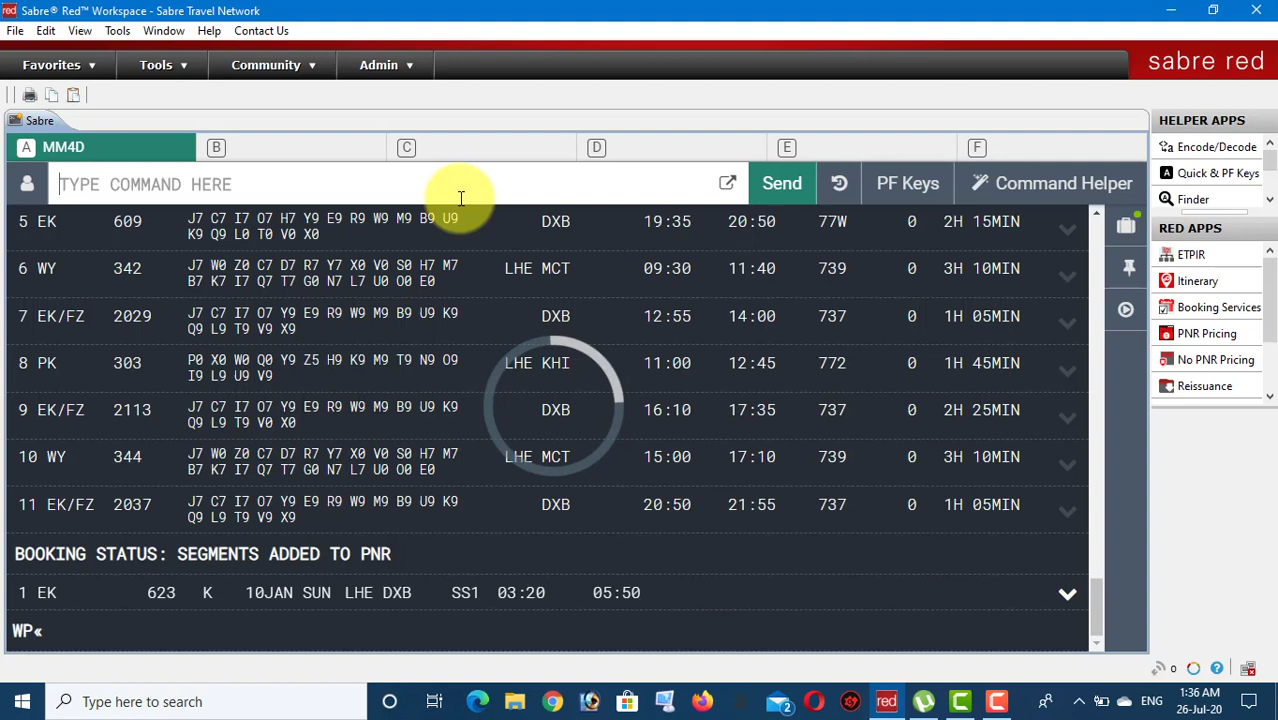 red Sabre® Red™ Workspace - Sabre Travel Network
File Edit View Tools Window Help Contact Us
Favorites Tools Community Admin sabre red
Sabre HELPER APPS
A MM4D B C D E F
TYPE COMMAND HERE Send PF Keys Command Helper
Encode/Decode
Quick & PF Keys
Finder
RED APPS
ETPIR
Itinerary
Booking Services
PNR Pricing
No PNR Pricing
Reissuance
5 EK 609 J7 C7 I7 O7 H7 Y9 E9 R9 W9 M9 B9 U9 DXB 19:35 20:50 77W 0 2H 15MIN
K9 Q9 L0 T0 V0 X0
6 WY 342 J7 W0 Z0 C7 D7 R7 Y7 X0 V0 S0 H7 M7 LHE MCT 09:30 11:40 739 0 3H 10MIN
B7 K7 I7 Q7 T7 G0 N7 L7 U0 O0 E0
7 EK/FZ 2029 J7 C7 I7 O7 Y9 E9 R9 W9 M9 B9 U9 K9 DXB 12:55 14:00 737 0 1H 05MIN
Q9 L9 T9 V9 X9
8 PK 303 P0 X0 W0 Q0 Y9 Z5 H9 K9 M9 T9 N9 O9 LHE KHI 11:00 12:45 772 0 1H 45MIN
I9 L9 U9 V9
9 EK/FZ 2113 J7 C7 I7 O7 Y9 E9 R9 W9 M9 B9 U9 K9 DXB 16:10 17:35 737 0 2H 25MIN
Q9 L9 T9 V0 X0
10 WY 344 J7 W0 Z0 C7 D7 R7 Y7 X0 V0 S0 H7 M7 LHE MCT 15:00 17:10 739 0 3H 10MIN
B7 K7 I7 Q7 T7 G0 N7 L7 U0 O0 E0
11 EK/FZ 2037 J7 C7 I7 O7 Y9 E9 R9 W9 M9 B9 U9 K9 DXB 20:50 21:55 737 0 1H 05MIN
Q9 L9 T9 V9 X9
BOOKING STATUS: SEGMENTS ADDED TO PNR
1 EK 623 K 10JAN SUN LHE DXB SS1 03:20 05:50
WP«
0
Type here to search 2 red ENG 1:36 AM
26-Jul-20